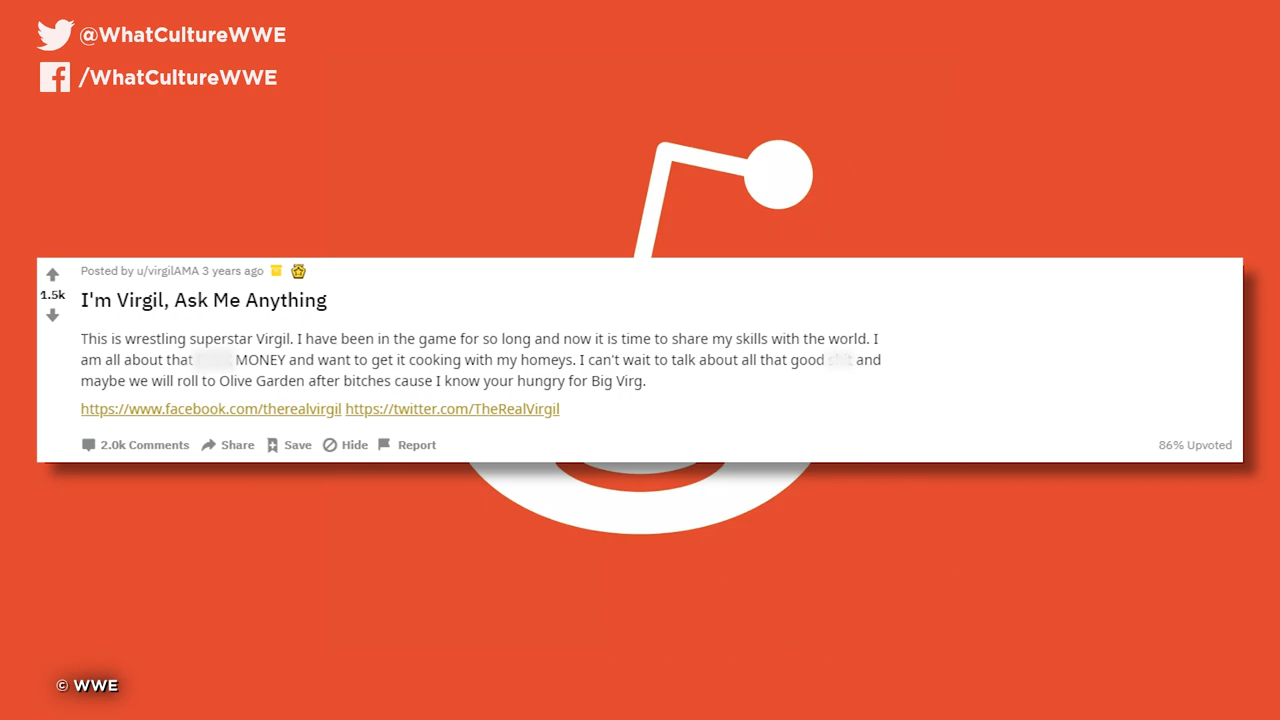 @WhatCultureWWE
/WhatCultureWWE
Posted by u/virgilAMA 3 years ago
1.5k
I'm Virgil, Ask Me Anything
This is wrestling superstar Virgil. I have been in the game for so long and now it is time to share my skills with the world. I
am all about that MONEY and want to get it cooking with my homeys. I can't wait to talk about all that good and
maybe we will roll to Olive Garden after bitches cause I know your hungry for Big Virg.
https://www.facebook.com/therealvirgil https://twitter.com/TheRealVirgil
2.0k Comments Share Save Hide Report 86% Upvoted
© WWE